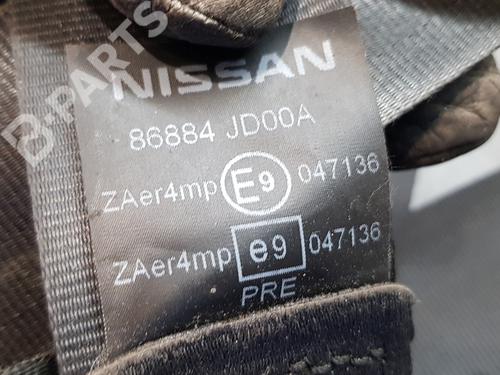 B-PARTS
NISSAN
86884 JD00A
ZAer4mp E9 047136
ZAer4mp e9 047136
PRE